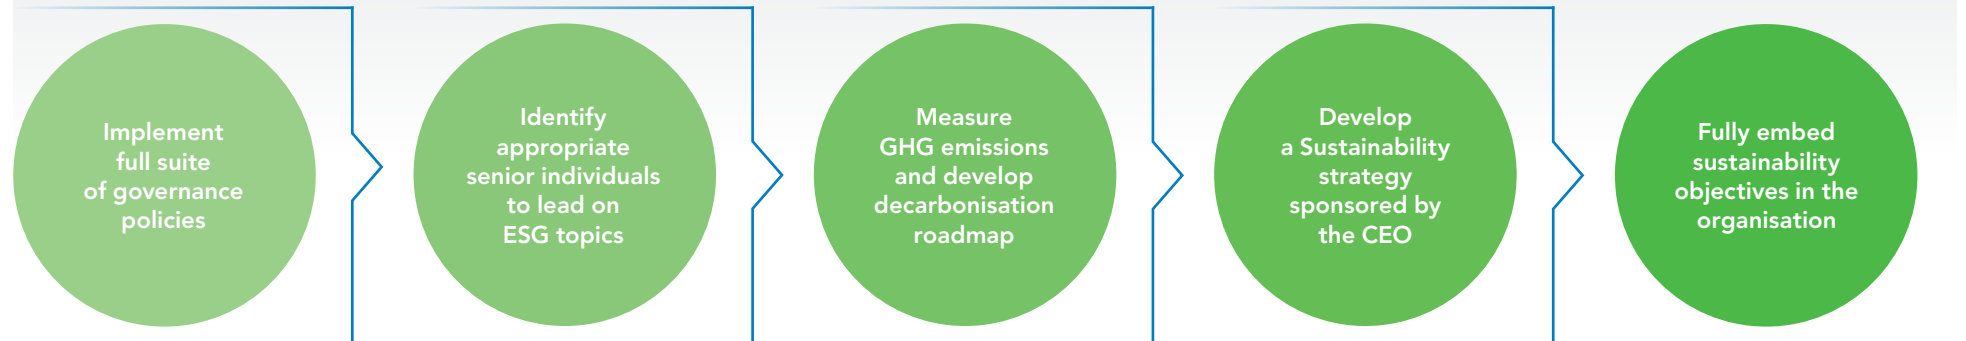 Implement
full suite
of governance
policies
Identify
appropriate
senior individuals
to lead on
ESG topics
Measure
GHG emissions
and develop
decarbonisation
roadmap
Develop
a Sustainability
strategy
sponsored by
the CEO
Fully embed
sustainability
objectives in the
organisation